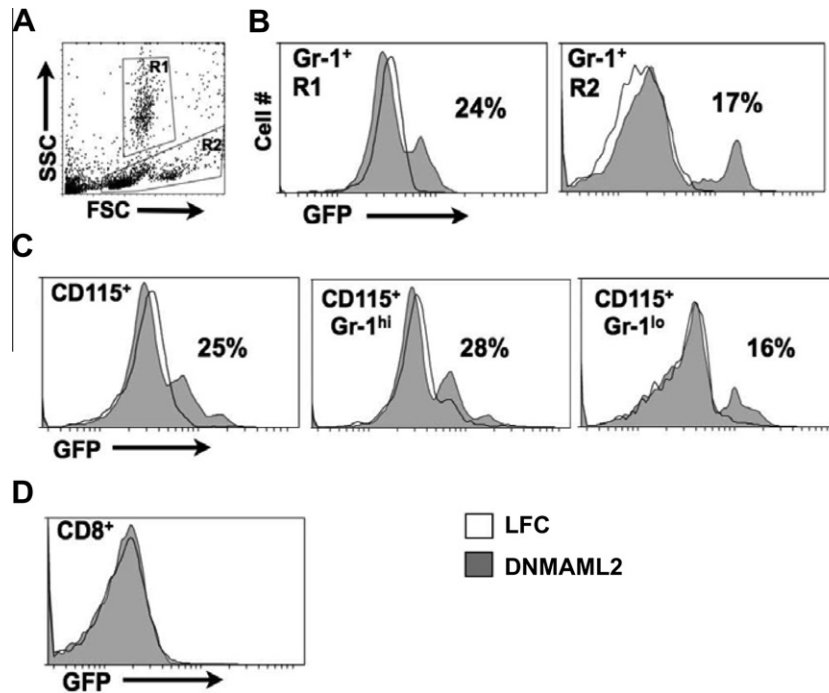 A
SSC
FSC
R1
R2
B
Cell #
Gr-1⁺
R1
24%
GFP
Gr-1⁺
R2
17%
C
CD115⁺
25%
GFP
CD115⁺
Gr-1ʰⁱ
28%
CD115⁺
Gr-1ˡᵒ
16%
D
CD8⁺
GFP
LFC
DNMAML2